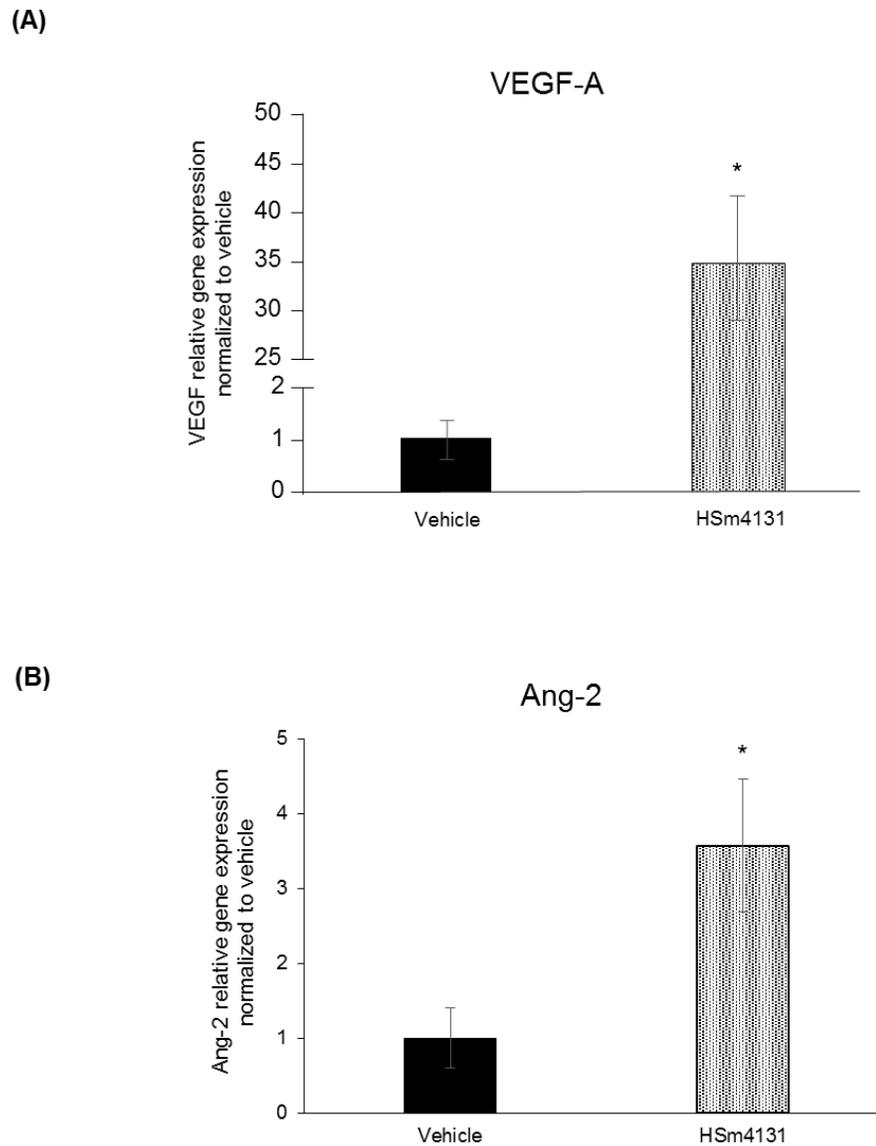 (A)
VEGF-A
VEGF relative gene expression
normalized to vehicle
50
45
40
35
30
25
2
1
0
*
Vehicle
HSm4131
(B)
Ang-2
Ang-2 relative gene expression
normalized to vehicle
5
4
3
2
1
0
*
Vehicle
HSm4131